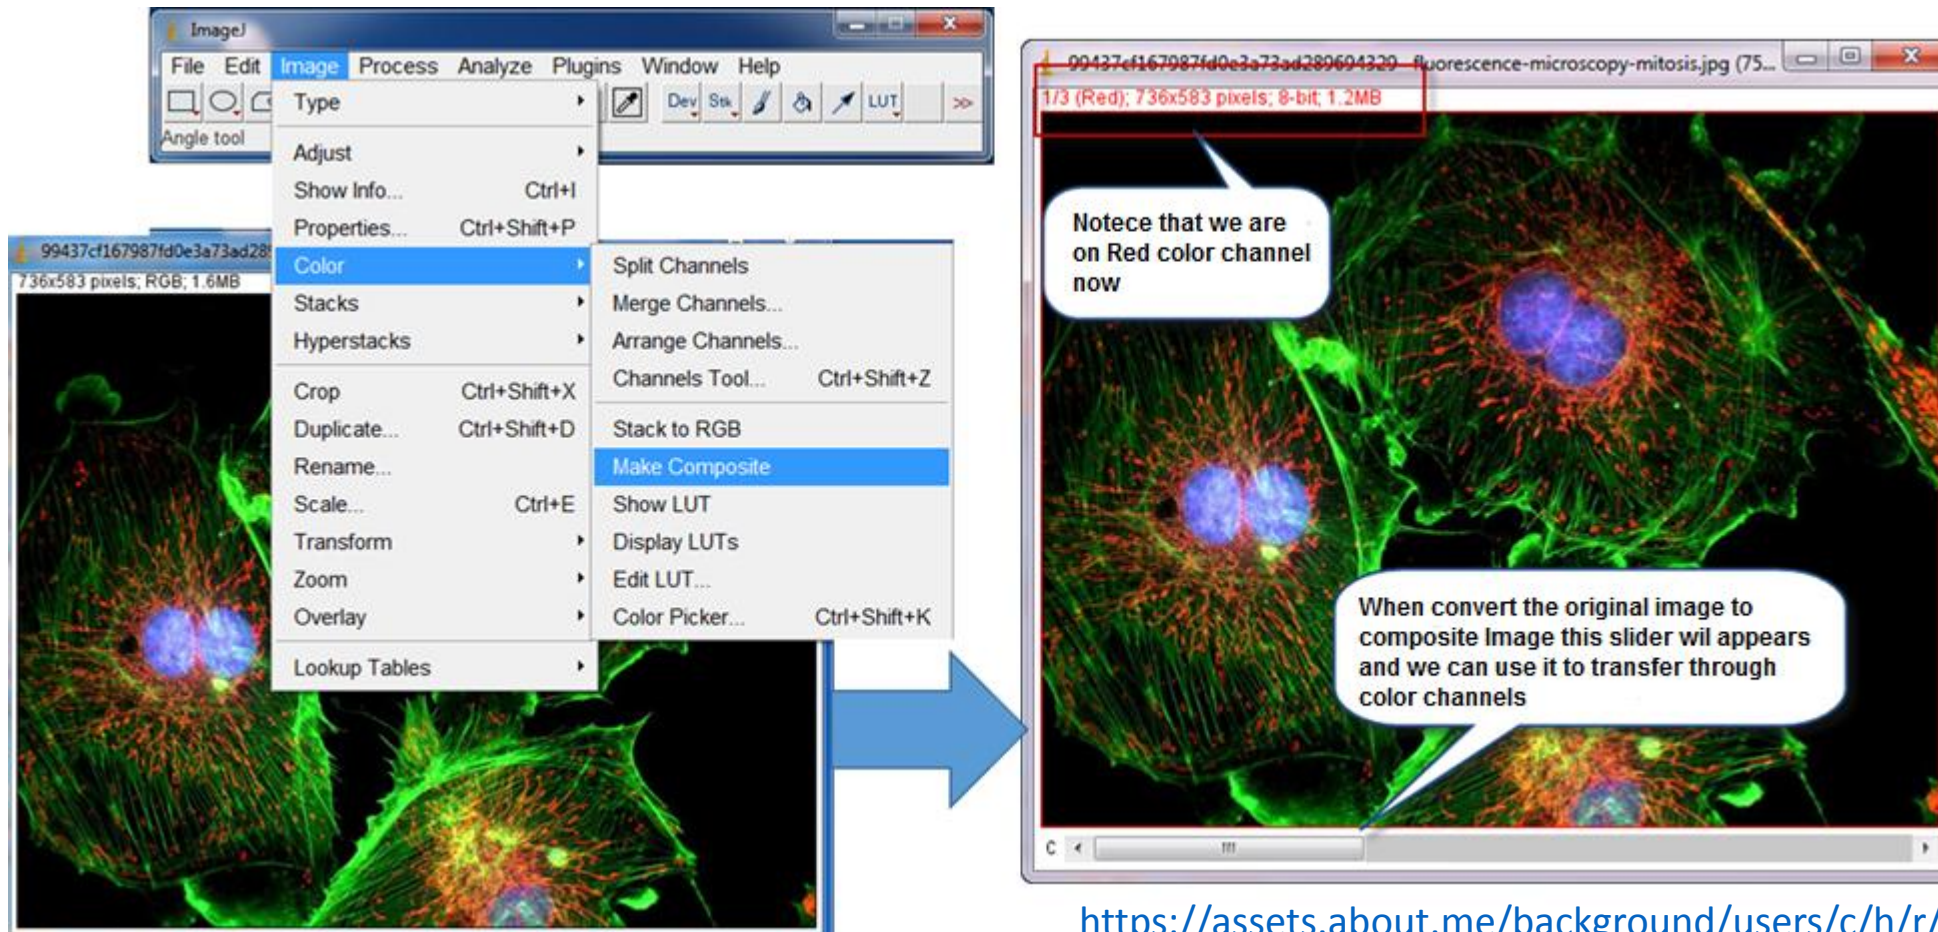 ImageJ
File Edit Image Process Analyze Plugins Window Help
Dev Stk LUT >>
Angle tool
Type
Adjust
Show Info... Ctrl+I
Properties... Ctrl+Shift+P
Color
Stacks
Hyperstacks
Crop Ctrl+Shift+X
Duplicate... Ctrl+Shift+D
Rename...
Scale... Ctrl+E
Transform
Zoom
Overlay
Lookup Tables
Split Channels
Merge Channels...
Arrange Channels...
Channels Tool... Ctrl+Shift+Z
Stack to RGB
Make Composite
Show LUT
Display LUTs
Edit LUT...
Color Picker... Ctrl+Shift+K
99437cf167987fd0e3a73ad28
736x583 pixels; RGB; 1.6MB
99437cf167987fd0e3a73ad289694329--fluorescence-microscopy-mitosis.jpg (75...
1/3 (Red); 736x583 pixels; 8-bit; 1.2MB
Notece that we are
on Red color channel
now
When convert the original image to
composite Image this slider wil appears
and we can use it to transfer through
color channels
C
https://assets.about.me/background/users/c/h/r/